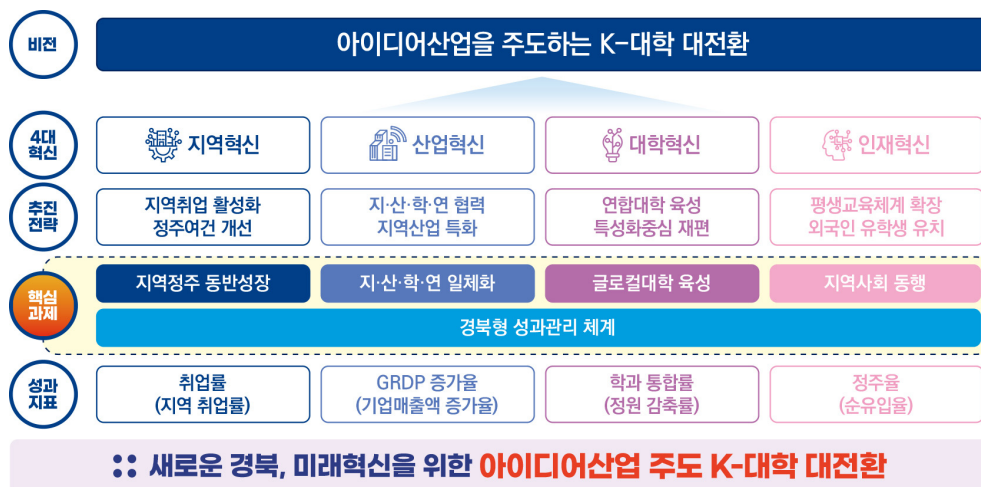 비전
아이디어산업을 주도하는 K-대학 대전환
4대
혁신
지역혁신
산업혁신
대학혁신
인재혁신
추진
전략
지역취업 활성화
정주여건 개선
지·산·학·연 협력
지역산업 특화
연합대학 육성
특성화중심 재편
평생교육체계 확장
외국인 유학생 유치
핵심
과제
지역정주 동반성장
지·산·학·연 일체화
글로컬대학 육성
지역사회 동행
경북형 성과관리 체계
성과
지표
취업률
(지역 취업률)
GRDP 증가율
(기업매출액 증가율)
학과 통합률
(정원 감축률)
정주율
(순유입율)
:: 새로운 경북, 미래혁신을 위한 아이디어산업 주도 K-대학 대전환